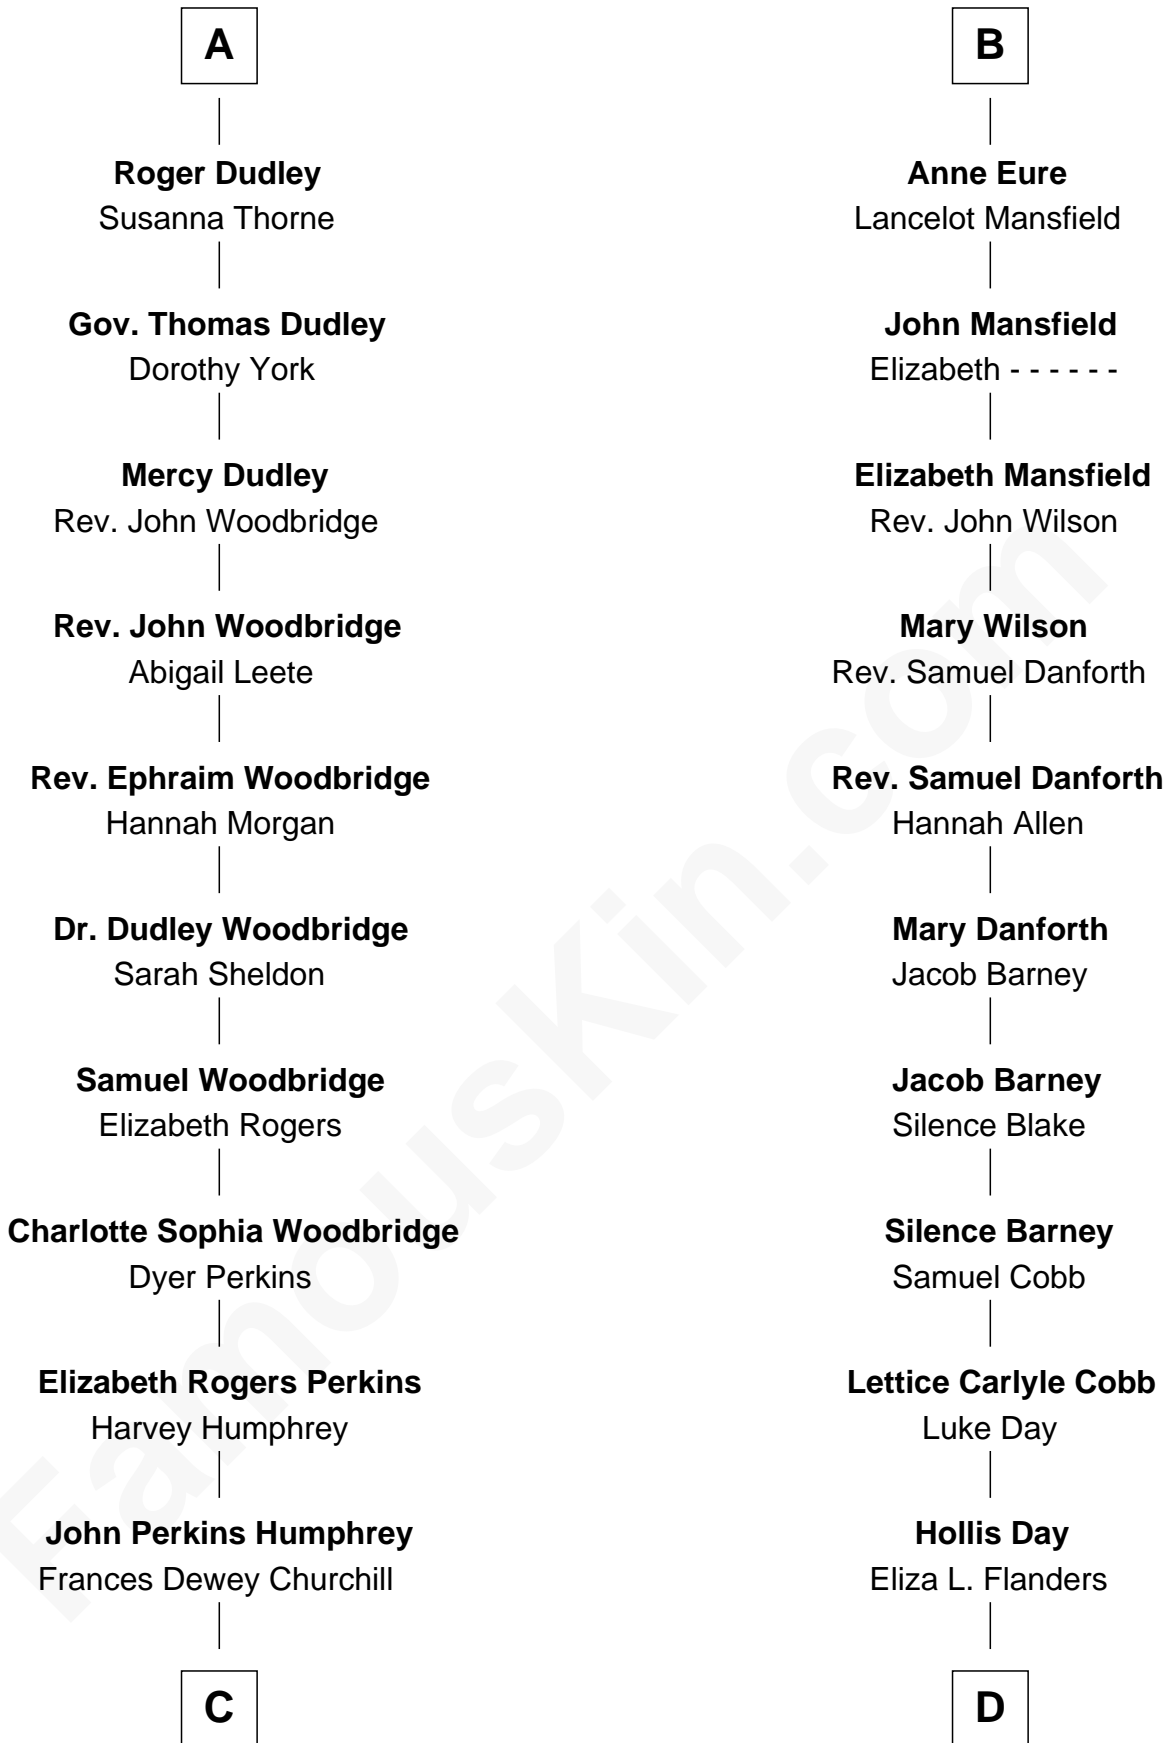 A
Roger Dudley
Susanna Thorne
Gov. Thomas Dudley
Dorothy York
Mercy Dudley
Rev. John Woodbridge
Rev. John Woodbridge
Abigail Leete
Rev. Ephraim Woodbridge
Hannah Morgan
Dr. Dudley Woodbridge
Sarah Sheldon
Samuel Woodbridge
Elizabeth Rogers
Charlotte Sophia Woodbridge
Dyer Perkins
Elizabeth Rogers Perkins
Harvey Humphrey
John Perkins Humphrey
Frances Dewey Churchill
C
B
Anne Eure
Lancelot Mansfield
John Mansfield
Elizabeth - - - - - -
Elizabeth Mansfield
Rev. John Wilson
Mary Wilson
Rev. Samuel Danforth
Rev. Samuel Danforth
Hannah Allen
Mary Danforth
Jacob Barney
Jacob Barney
Silence Blake
Silence Barney
Samuel Cobb
Lettice Carlyle Cobb
Luke Day
Hollis Day
Eliza L. Flanders
D
FamousKin.com